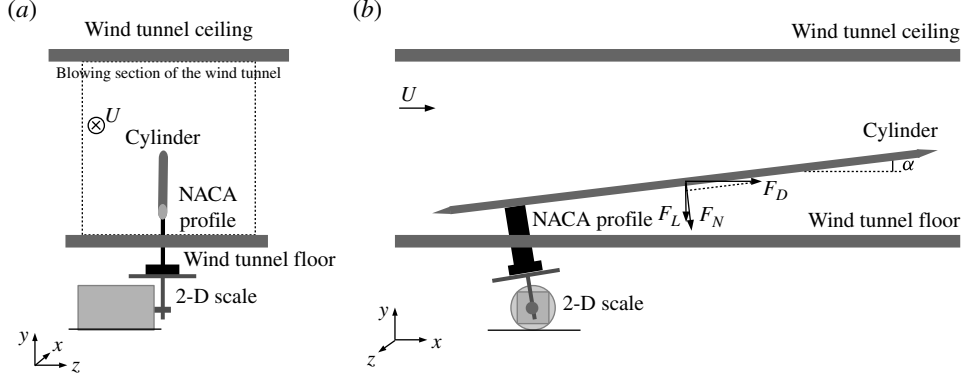 (a)
Wind tunnel ceiling
Blowing section of the wind tunnel
U
Cylinder
NACA
profile
Wind tunnel floor
2-D scale
y
x
z
(b)
Wind tunnel ceiling
U
Cylinder
α
F_D
NACA profile
F_L
F_N
Wind tunnel floor
2-D scale
y
x
z